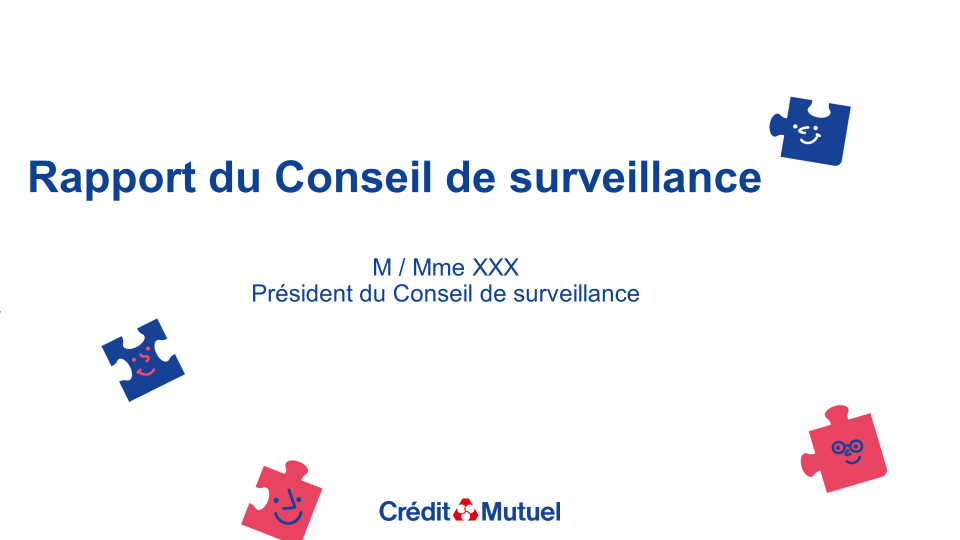 Rapport du Conseil de surveillance
M / Mme XXX
Président du Conseil de surveillance
Crédit Mutuel